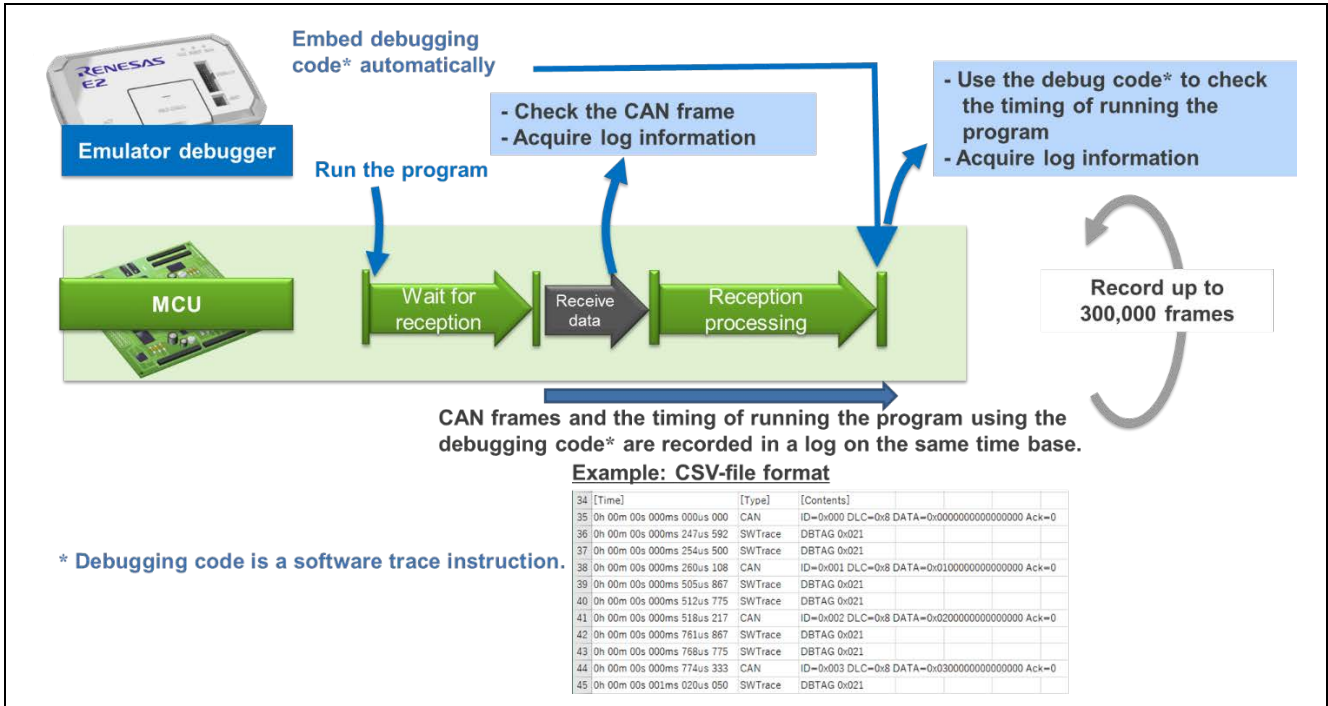 Embed debugging
code* automatically
RENESAS
E2
Emulator debugger
- Check the CAN frame
- Acquire log information
- Use the debug code* to check
the timing of running the
program
- Acquire log information
Run the program
MCU
Wait for
reception
Receive
data
Reception
processing
Record up to
300,000 frames
CAN frames and the timing of running the program using the
debugging code* are recorded in a log on the same time base.
Example: CSV-file format
34 [Time] [Type] [Contents]
35 0h 00m 00s 000ms 000us 000 CAN ID=0x000 DLC=0x8 DATA=0x0000000000000000 Ack=0
36 0h 00m 00s 000ms 247us 592 SWTrace DBTAG 0x021
37 0h 00m 00s 000ms 254us 500 SWTrace DBTAG 0x021
38 0h 00m 00s 000ms 260us 108 CAN ID=0x001 DLC=0x8 DATA=0x0100000000000000 Ack=0
39 0h 00m 00s 000ms 505us 867 SWTrace DBTAG 0x021
40 0h 00m 00s 000ms 512us 775 SWTrace DBTAG 0x021
41 0h 00m 00s 000ms 518us 217 CAN ID=0x002 DLC=0x8 DATA=0x0200000000000000 Ack=0
42 0h 00m 00s 000ms 761us 867 SWTrace DBTAG 0x021
43 0h 00m 00s 000ms 768us 775 SWTrace DBTAG 0x021
44 0h 00m 00s 000ms 774us 333 CAN ID=0x003 DLC=0x8 DATA=0x0300000000000000 Ack=0
45 0h 00m 00s 001ms 020us 050 SWTrace DBTAG 0x021
* Debugging code is a software trace instruction.